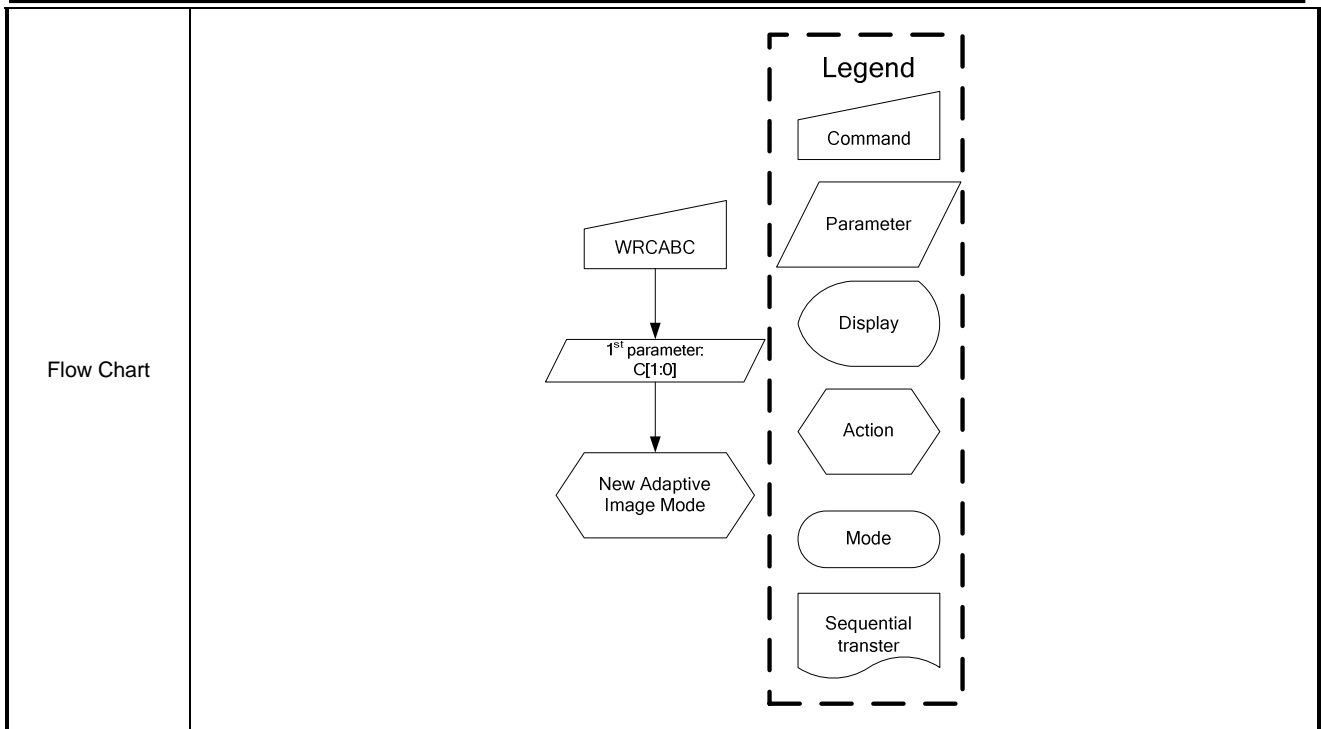 Flow Chart
WRCABC
1st parameter:
C[1:0]
New Adaptive
Image Mode
Legend
Command
Parameter
Display
Action
Mode
Sequential
transter